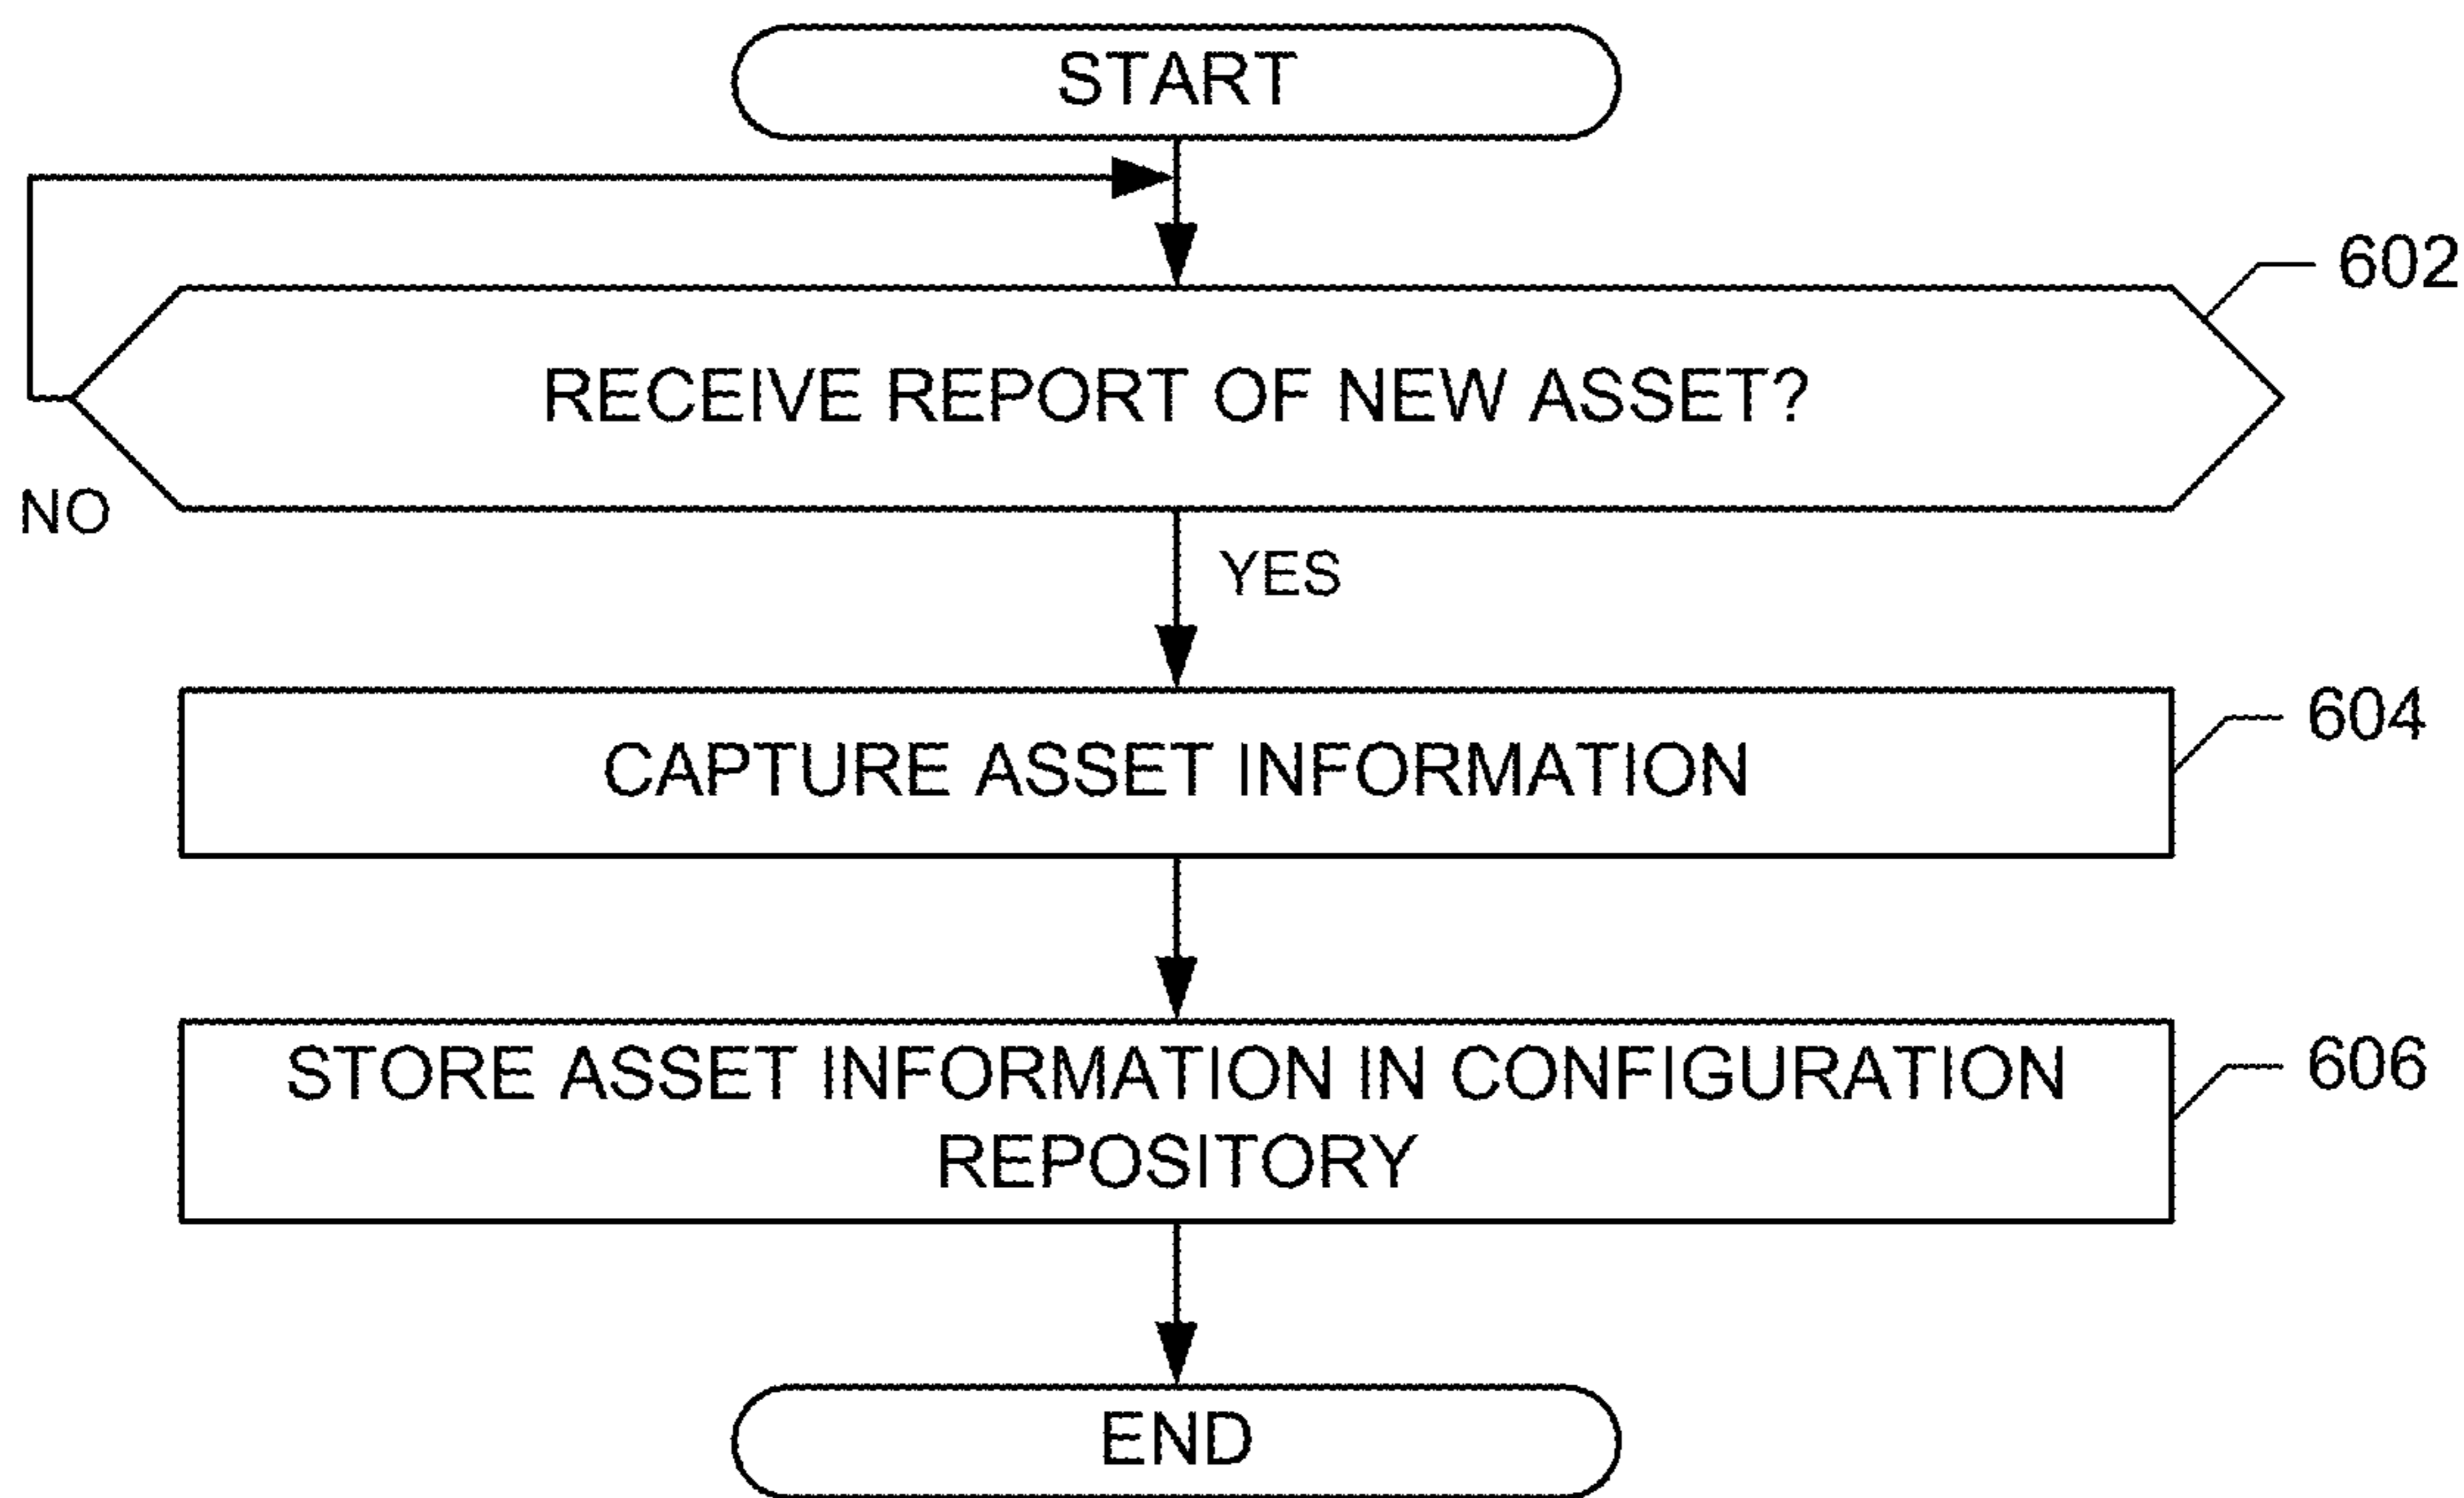 START
602
RECEIVE REPORT OF NEW ASSET?
NO
YES
604
CAPTURE ASSET INFORMATION
606
STORE ASSET INFORMATION IN CONFIGURATION
REPOSITORY
END